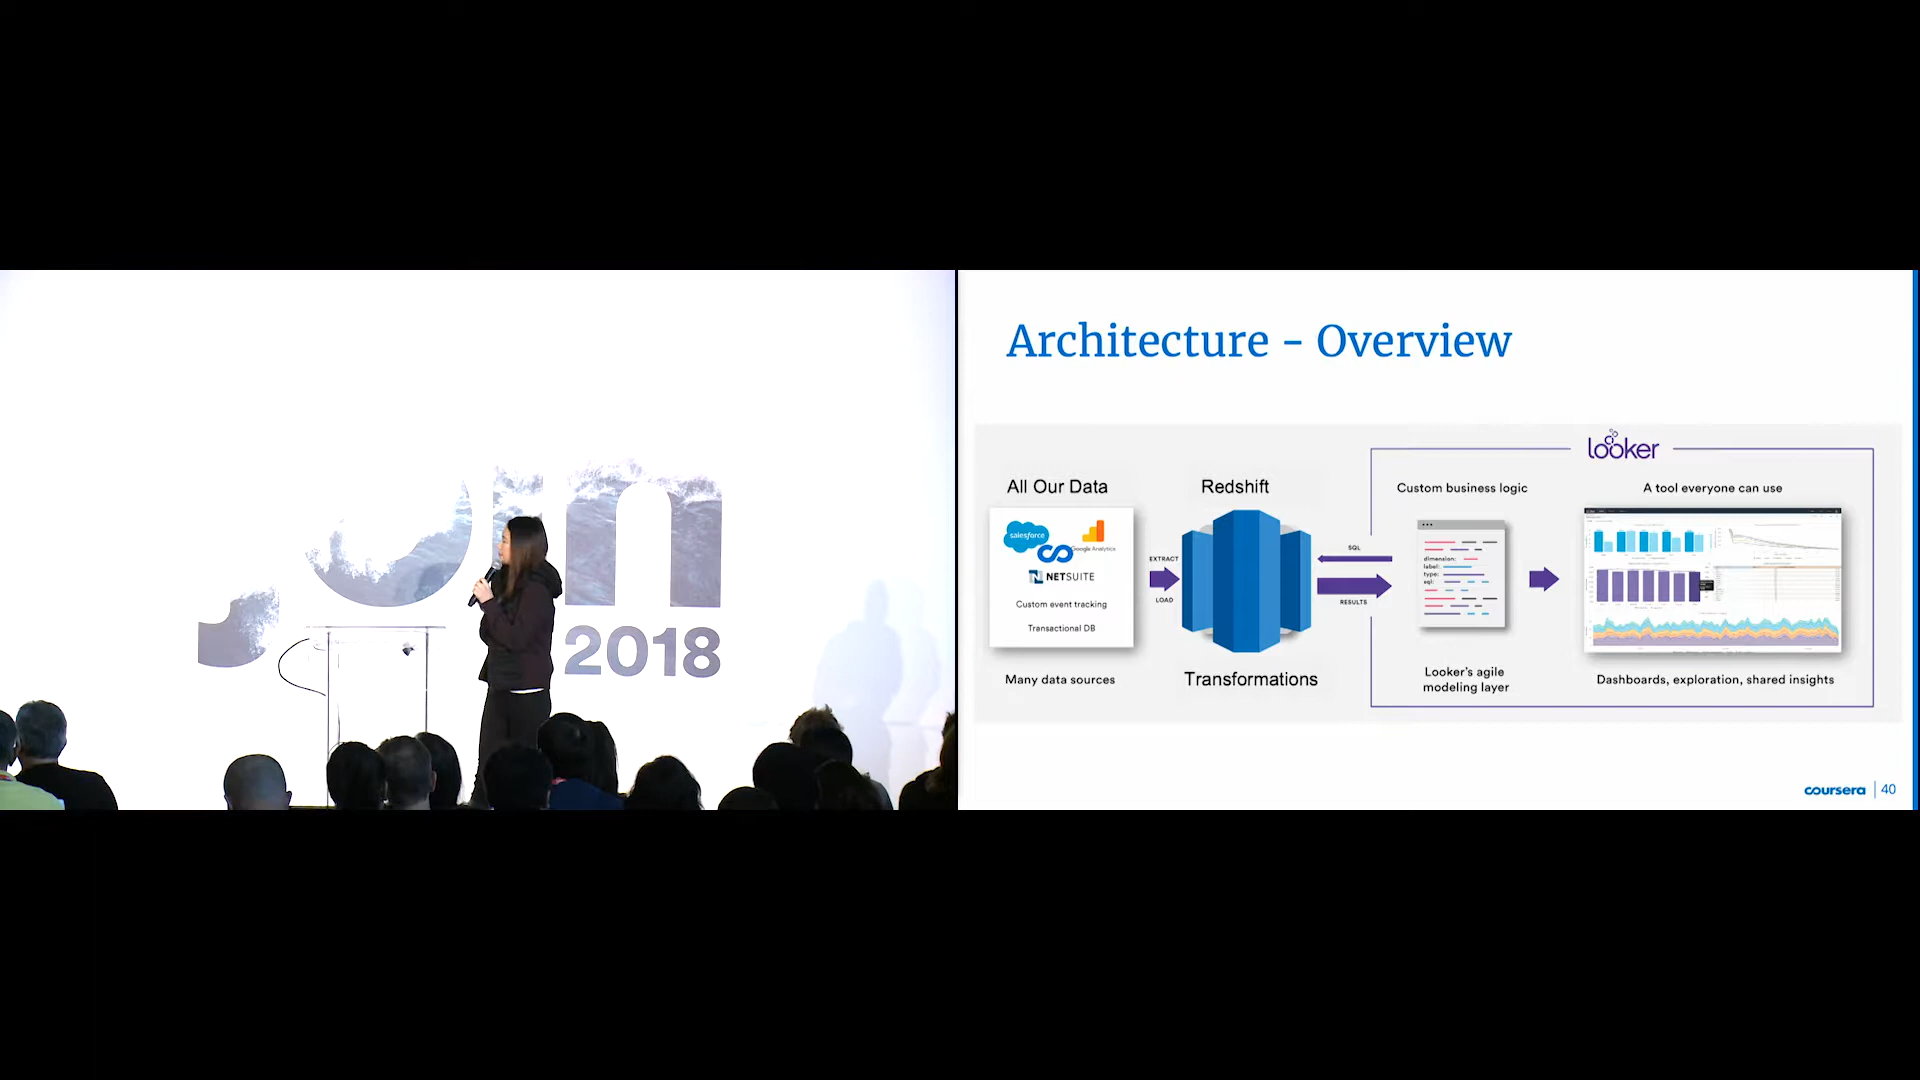 Join
2018
Architecture - Overview
looker
All Our Data
Redshift
Custom business logic
A tool everyone can use
salesforce
Google Analytics
NETSUITE
Custom event tracking
Transactional DB
EXTRACT
LOAD
SQL
RESULTS
dimension:
label:
type:
sql:
Many data sources
Transformations
Looker's agile
modeling layer
Dashboards, exploration, shared insights
coursera | 40